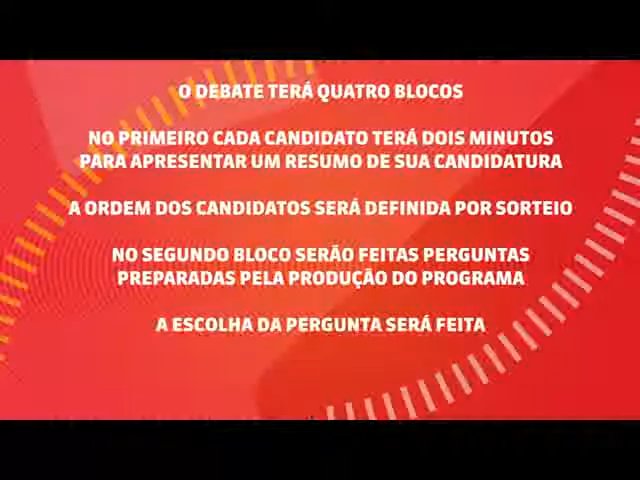 O DEBATE TERÁ QUATRO BLOCOS
NO PRIMEIRO CADA CANDIDATO TERÁ DOIS MINUTOS
PARA APRESENTAR UM RESUMO DE SUA CANDIDATURA
A ORDEM DOS CANDIDATOS SERÁ DEFINIDA POR SORTEIO
NO SEGUNDO BLOCO SERÃO FEITAS PERGUNTAS
PREPARADAS PELA PRODUÇÃO DO PROGRAMA
A ESCOLHA DA PERGUNTA SERÁ FEITA